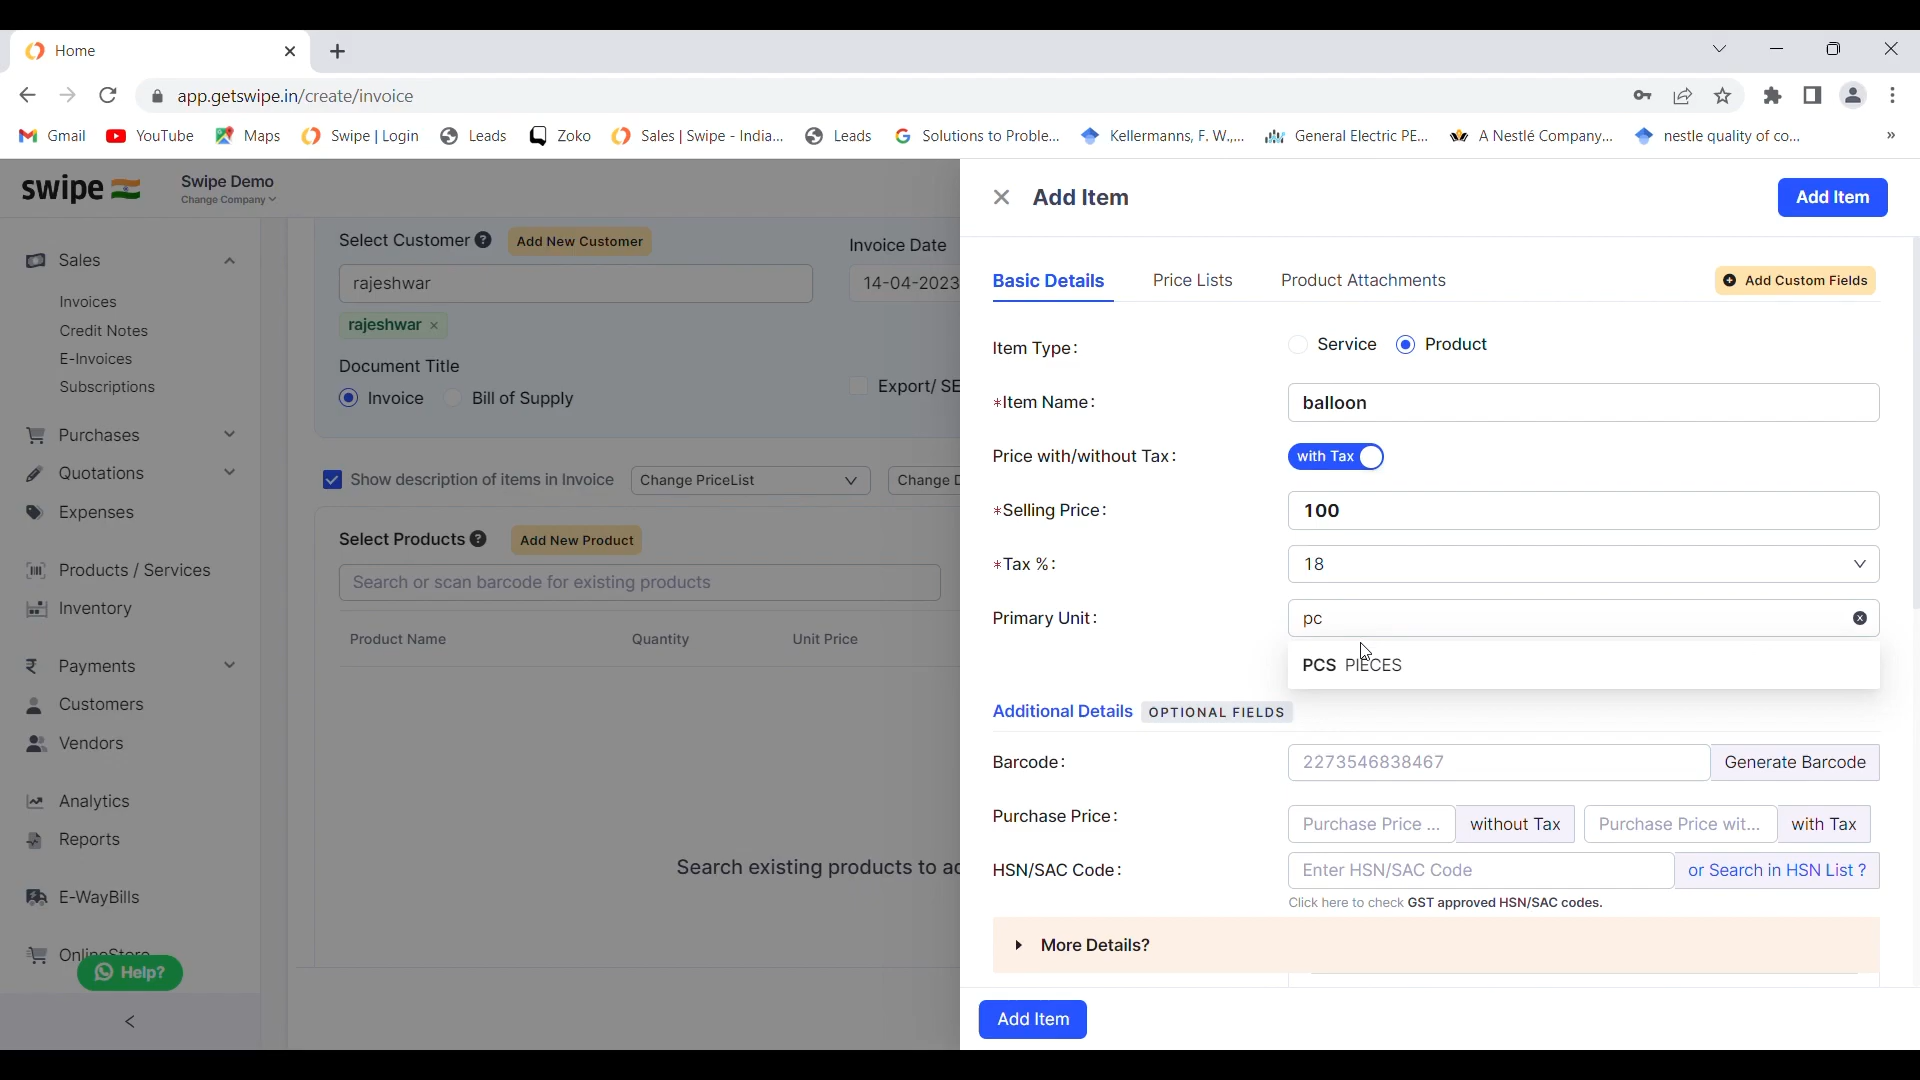 Home
app.getswipe.in/create/invoice
Gmail YouTube Maps Swipe | Login Leads Zoko Sales | Swipe - India... Leads Solutions to Proble... Kellermanns, F. W.,... General Electric PE... A Nestlé Company... nestle quality of co... »
swipe
Swipe Demo
Change Company
Sales
Invoices
Credit Notes
E-Invoices
Subscriptions
Purchases
Quotations
Expenses
Products / Services
Inventory
Payments
Customers
Vendors
Analytics
Reports
E-WayBills
Help?
Select Customer Add New Customer
Invoice Date
rajeshwar
14-04-2023
rajeshwar ×
Document Title
Invoice Bill of Supply
Export/ SE
Show description of items in Invoice Change PriceList Change D
Select Products Add New Product
Search or scan barcode for existing products
Product Name Quantity Unit Price
Search existing products to ad
Add Item
Add Item
Basic Details Price Lists Product Attachments Add Custom Fields
Item Type: Service Product
*Item Name: balloon
Price with/without Tax: with Tax
*Selling Price: 100
*Tax %: 18
Primary Unit: pc
PCS PIECES
Additional Details OPTIONAL FIELDS
Barcode: 2273546838467 Generate Barcode
Purchase Price: Purchase Price ... without Tax Purchase Price wit... with Tax
HSN/SAC Code: Enter HSN/SAC Code or Search in HSN List ?
Click here to check GST approved HSN/SAC codes.
More Details?
Add Item